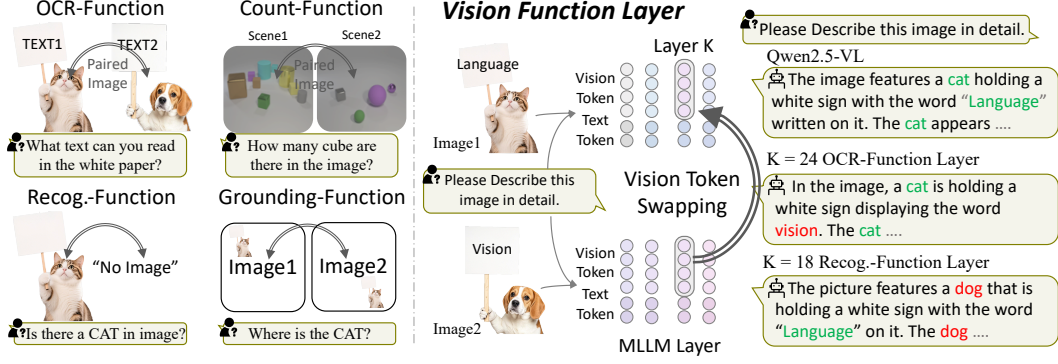 OCR-Function
TEXT1
TEXT2
Paired
Image
What text can you read
in the white paper?
Count-Function
Scene1
Scene2
Paired
Image
How many cube are
there in the image?
Recog.-Function
“No Image”
Is there a CAT in image?
Grounding-Function
Image1
Image2
Where is the CAT?
Vision Function Layer
Language
Image1
Please Describe this
image in detail.
Vision
Image2
Layer K
Vision
Token
Text
Token
Vision Token
Swapping
Vision
Token
Text
Token
MLLM Layer
Please Describe this image in detail.
Qwen2.5-VL
The image features a cat holding a
white sign with the word “Language”
written on it. The cat appears ....
K = 24 OCR-Function Layer
In the image, a cat is holding a
white sign displaying the word
vision. The cat ....
K = 18 Recog.-Function Layer
The picture features a dog that is
holding a white sign with the word
“Language” on it. The dog ....